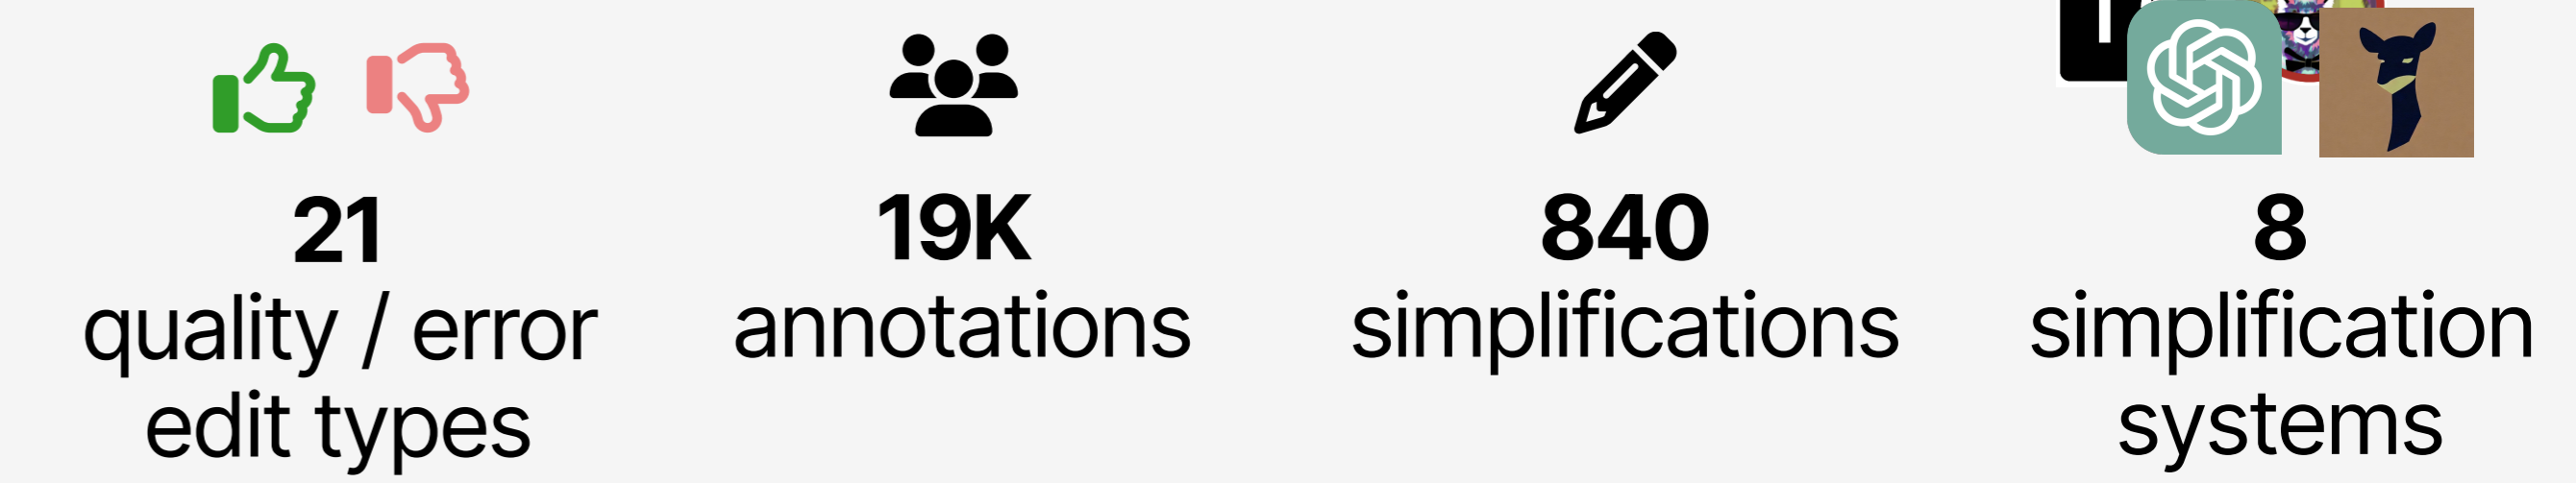 21
quality / error
edit types
19K
annotations
840
simplifications
8
simplification
systems